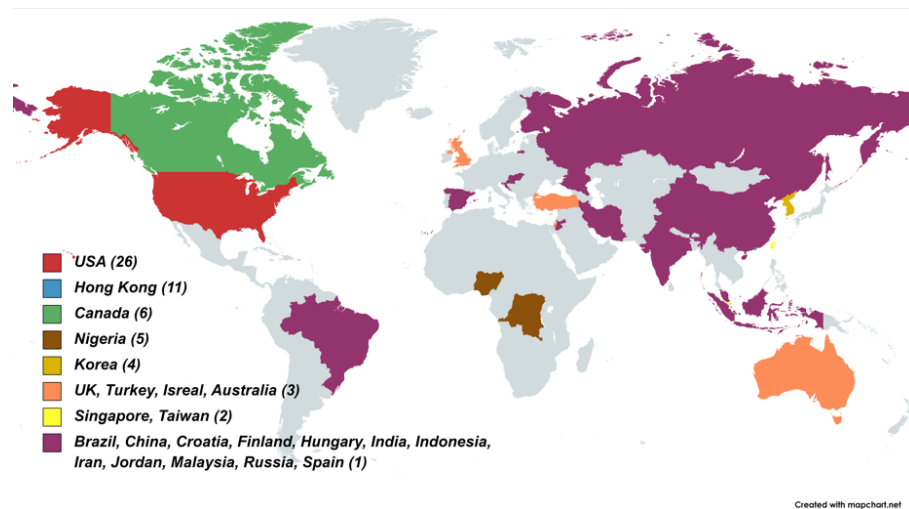 USA (26)
Hong Kong (11)
Canada (6)
Nigeria (5)
Korea (4)
UK, Turkey, Isreal, Australia (3)
Singapore, Taiwan (2)
Brazil, China, Croatia, Finland, Hungary, India, Indonesia,
Iran, Jordan, Malaysia, Russia, Spain (1)
Created with mapchart.net